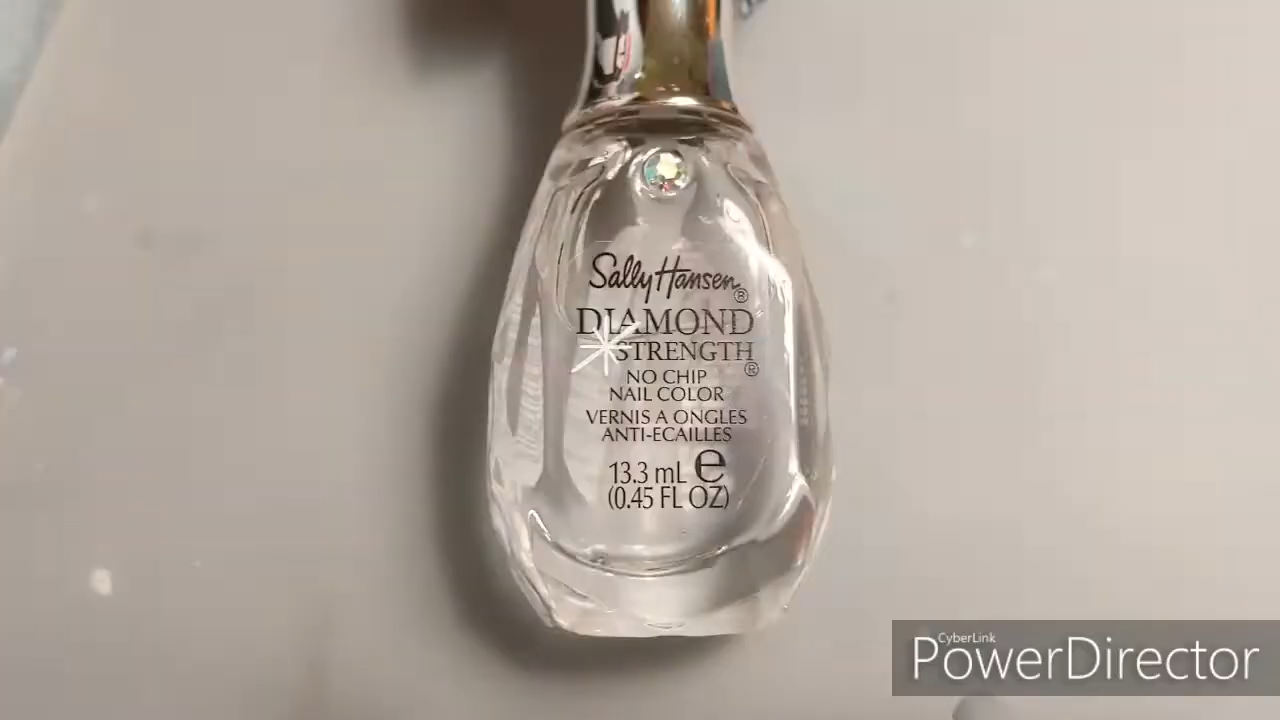 Sally Hansen®
DIAMOND
STRENGTH®
NO CHIP
NAIL COLOR
VERNIS A ONGLES
ANTI-ECAILLES
13.3 mL e
(0.45 FL OZ)
CyberLink
PowerDirector